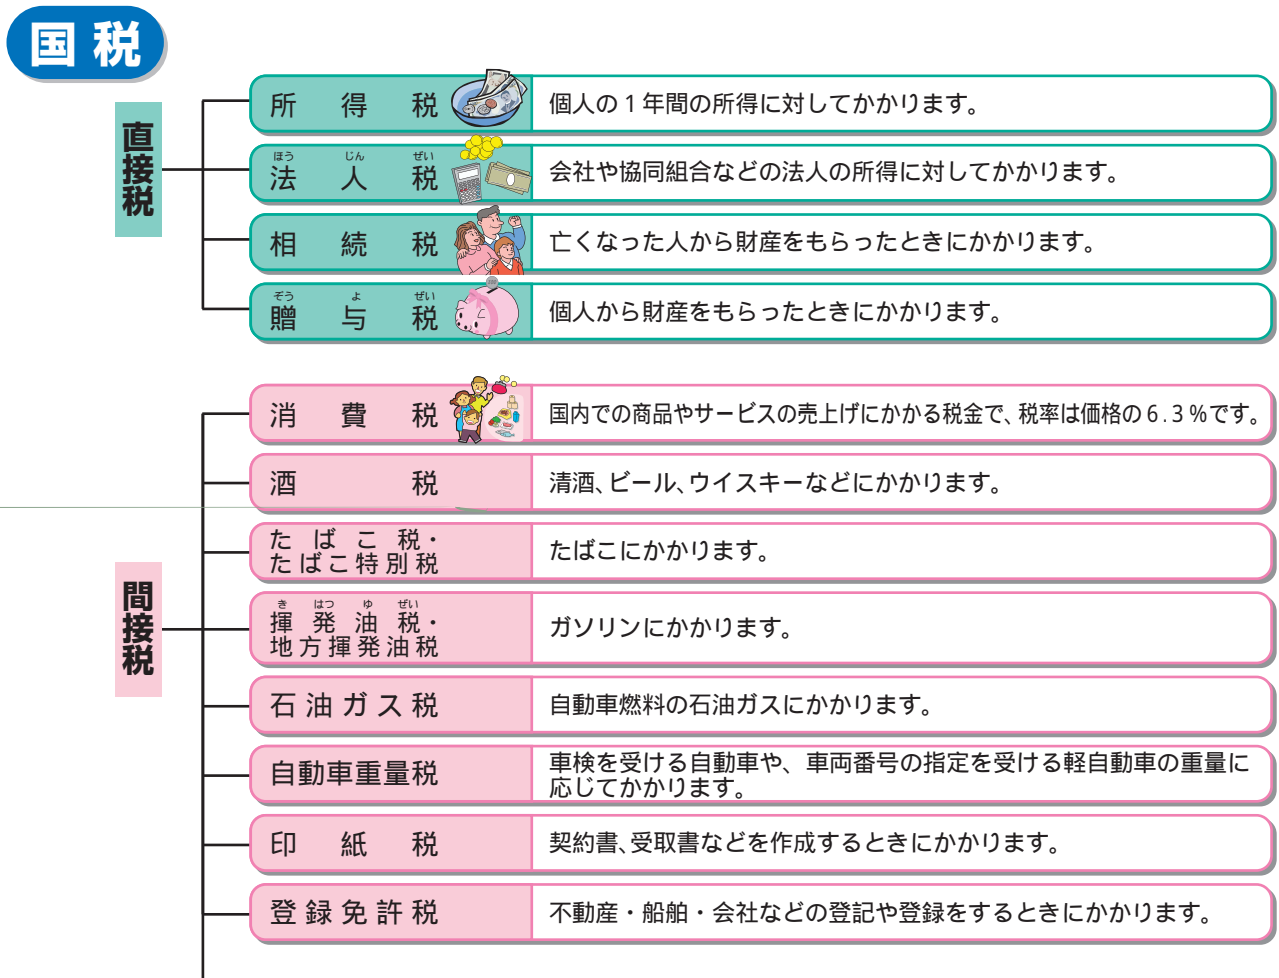 国税
直接税
所得税
個人の1年間の所得に対してかかります。
ほう じん ぜい
法人税
会社や協同組合などの法人の所得に対してかかります。
相続税
亡くなった人から財産をもらったときにかかります。
ぞう よ ぜい
贈与税
個人から財産をもらったときにかかります。
間接税
消費税
国内での商品やサービスの売上げにかかる税金で、税率は価格の6.3%です。
酒税
清酒、ビール、ウイスキーなどにかかります。
たばこ税・
たばこ特別税
たばこにかかります。
き はつ ゆ ぜい
揮発油税・
地方揮発油税
ガソリンにかかります。
石油ガス税
自動車燃料の石油ガスにかかります。
自動車重量税
車検を受ける自動車や、車両番号の指定を受ける軽自動車の重量に
応じてかかります。
印紙税
契約書、受取書などを作成するときにかかります。
登録免許税
不動産・船舶・会社などの登記や登録をするときにかかります。